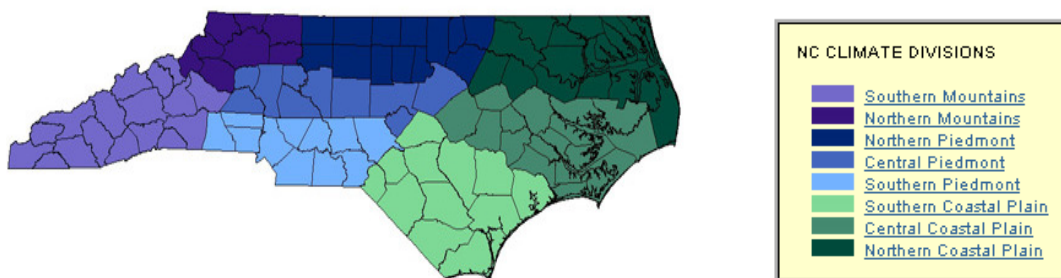 NC CLIMATE DIVISIONS
Southern Mountains
Northern Mountains
Northern Piedmont
Central Piedmont
Southern Piedmont
Southern Coastal Plain
Central Coastal Plain
Northern Coastal Plain